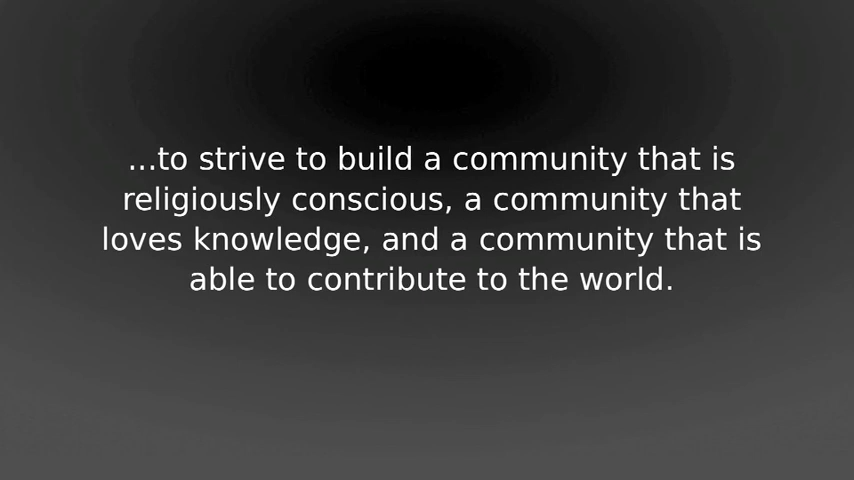 ...to strive to build a community that is
religiously conscious, a community that
loves knowledge, and a community that is
able to contribute to the world.